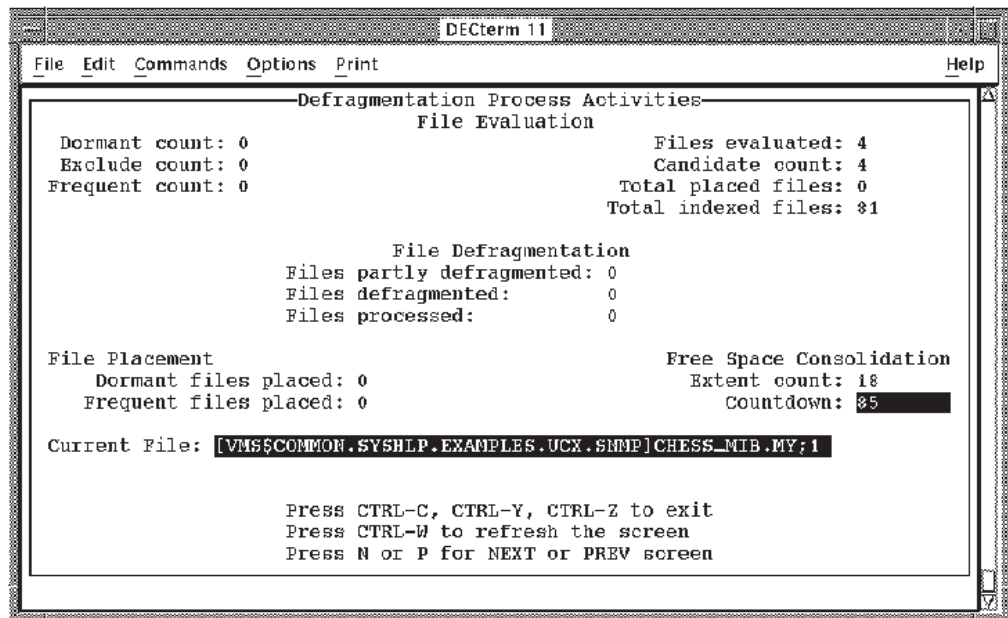 DECterm 11
File Edit Commands Options Print Help
Defragmentation Process Activities
File Evaluation
Dormant count: 0 Files evaluated: 4
Exclude count: 0 Candidate count: 4
Frequent count: 0 Total placed files: 0
Total indexed files: 81
File Defragmentation
Files partly defragmented: 0
Files defragmented: 0
Files processed: 0
File Placement Free Space Consolidation
Dormant files placed: 0 Extent count: 18
Frequent files placed: 0 Countdown: 85
Current File: [VMS$COMMON.SYSHLP.EXAMPLES.UCX.SNMP]CHESS_MIB.MY;1
Press CTRL-C, CTRL-Y, CTRL-Z to exit
Press CTRL-W to refresh the screen
Press N or P for NEXT or PREV screen